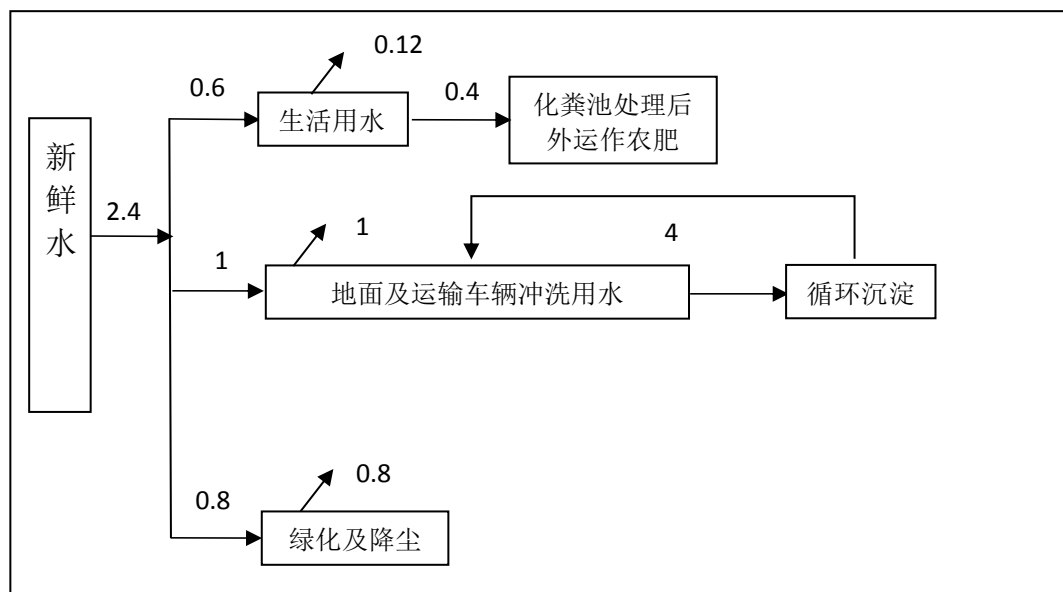 0.12
0.6
0.4
生活用水
化粪池处理后
外运作农肥
新
鲜
水
2.4
1
1
4
地面及运输车辆冲洗用水
循环沉淀
0.8
0.8
绿化及降尘